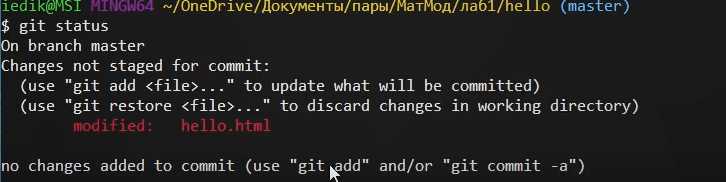 iedik@MSI MINGW64 ~/OneDrive/Документы/пары/МатМод/ла61/hello (master)
$ git status
On branch master
Changes not staged for commit:
  (use "git add <file>..." to update what will be committed)
  (use "git restore <file>..." to discard changes in working directory)
        modified:   hello.html

no changes added to commit (use "git add" and/or "git commit -a")